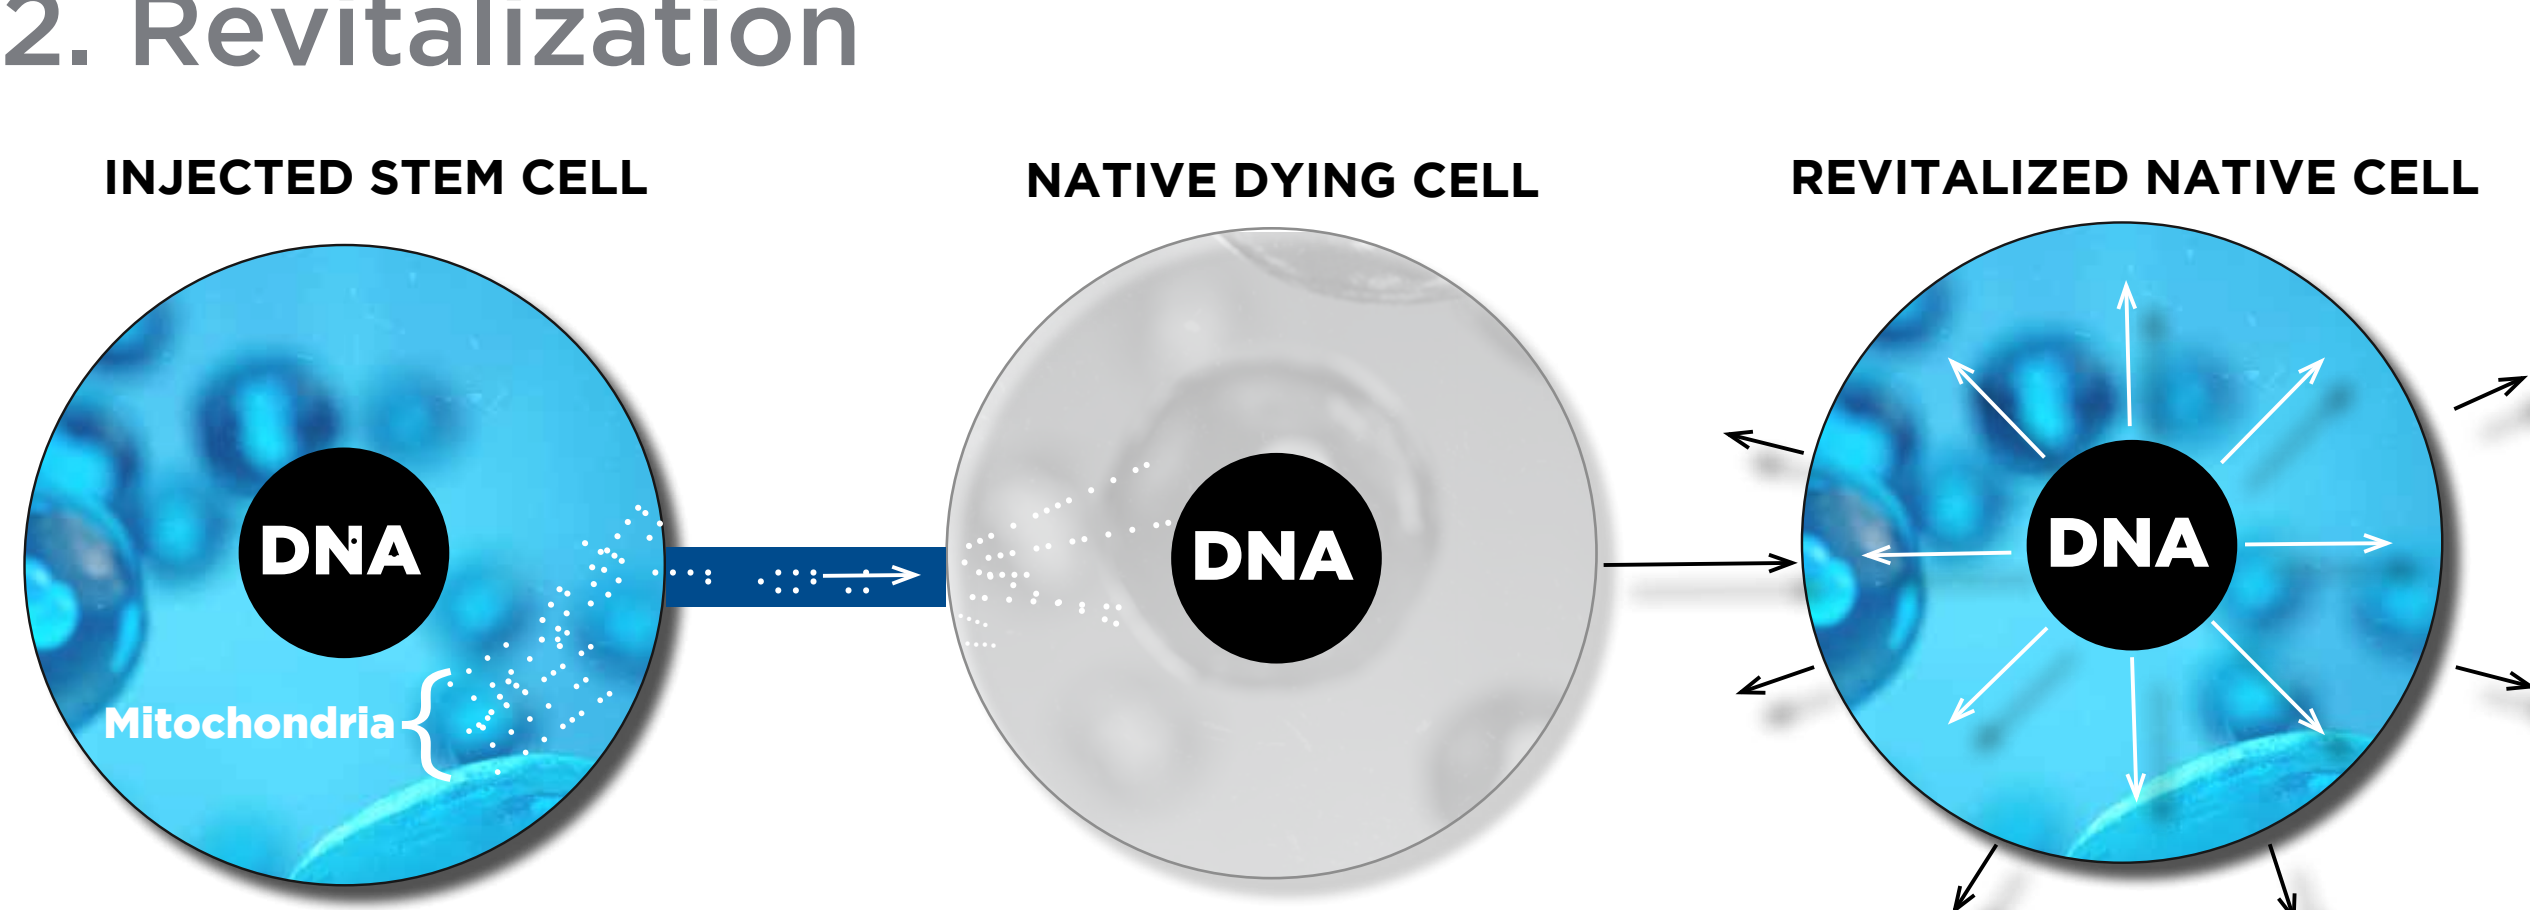 2. Revitalization
INJECTED STEM CELL
NATIVE DYING CELL
REVITALIZED NATIVE CELL
DNA
DNA
DNA
Mitochondria